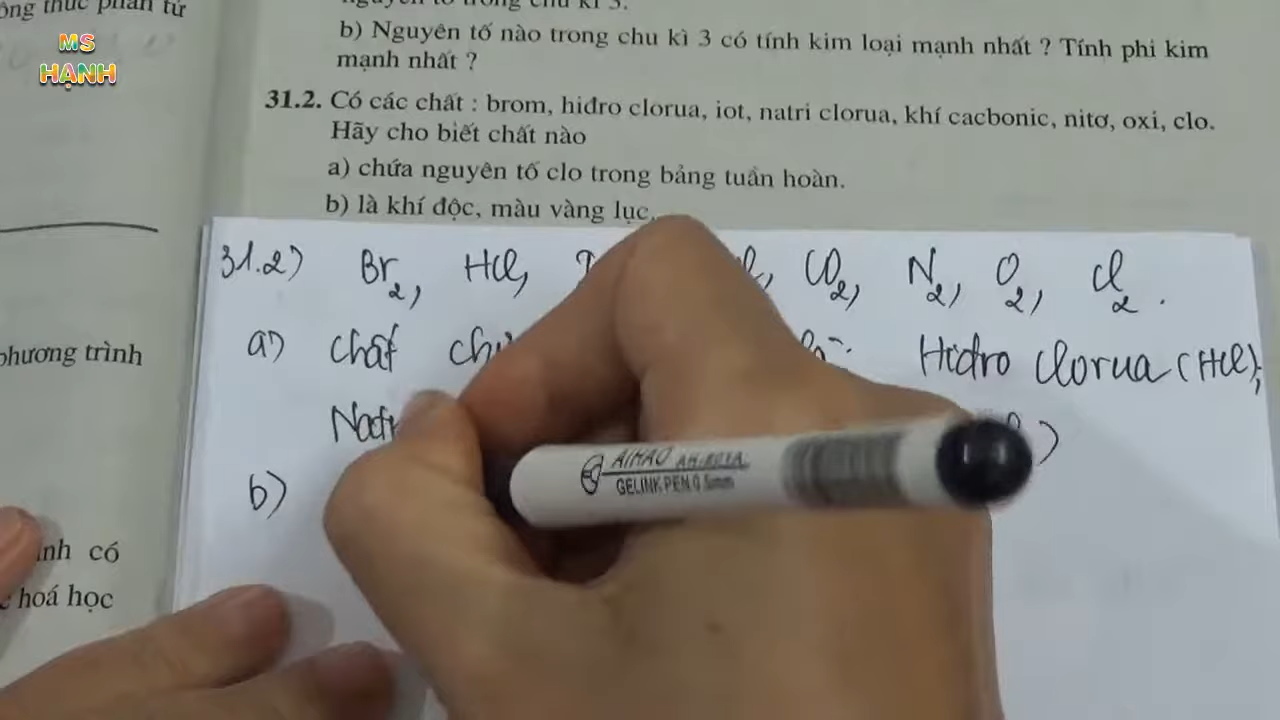 ông thức phân tử
MS
HẠNH
b) Nguyên tố nào trong chu kì 3 có tính kim loại mạnh nhất ? Tính phi kim
mạnh nhất ?
31.2. Có các chất : brom, hiđro clorua, iot, natri clorua, khí cacbonic, nitơ, oxi, clo.
Hãy cho biết chất nào
a) chứa nguyên tố clo trong bảng tuần hoàn.
b) là khí độc, màu vàng lục.
31.2) Br2, HCl, CO2, N2, O2, Cl2.
a) Chất Hiđro clorua (HCl);
b)
phương trình
hoá học
có
AIHAO AH-801A
GELINK PEN 0.5mm